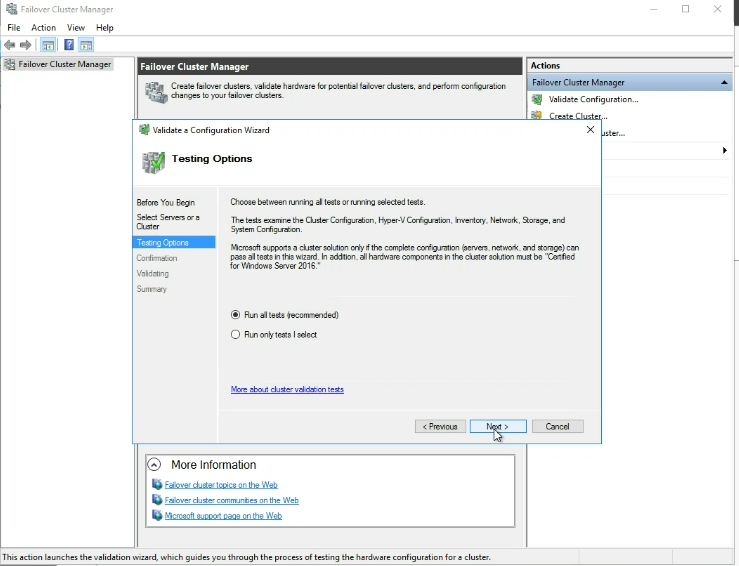 Failover Cluster Manager
File Action View Help
Failover Cluster Manager
Failover Cluster Manager
Create failover clusters, validate hardware for potential failover clusters, and perform configuration
changes to your failover clusters.
Actions
Failover Cluster Manager
Validate Configuration...
Create Cluster...
uster...
Validate a Configuration Wizard
Testing Options
Before You Begin
Select Servers or a
Cluster
Testing Options
Confirmation
Validating
Summary
Choose between running all tests or running selected tests.
The tests examine the Cluster Configuration, Hyper-V Configuration, Inventory, Network, Storage, and
System Configuration.
Microsoft supports a cluster solution only if the complete configuration (servers, network, and storage) can
pass all tests in this wizard. In addition, all hardware components in the cluster solution must be "Certified
for Windows Server 2016."
Run all tests (recommended)
Run only tests I select
More about cluster validation tests
< Previous
Next >
Cancel
More Information
Failover cluster topics on the Web
Failover cluster communities on the Web
Microsoft support page on the Web
This action launches the validation wizard, which guides you through the process of testing the hardware configuration for a cluster.